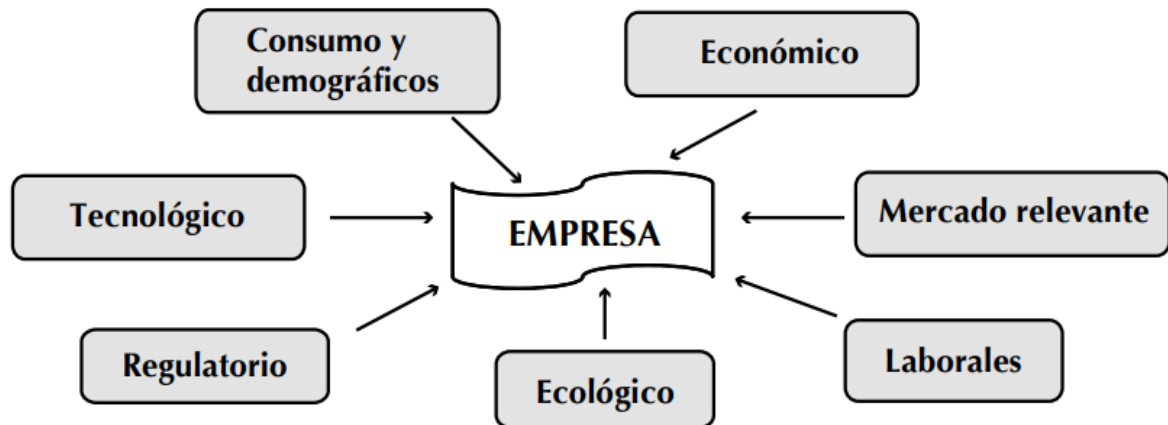 Consumo y
demográficos
Económico
Tecnológico
EMPRESA
Mercado relevante
Regulatorio
Ecológico
Laborales